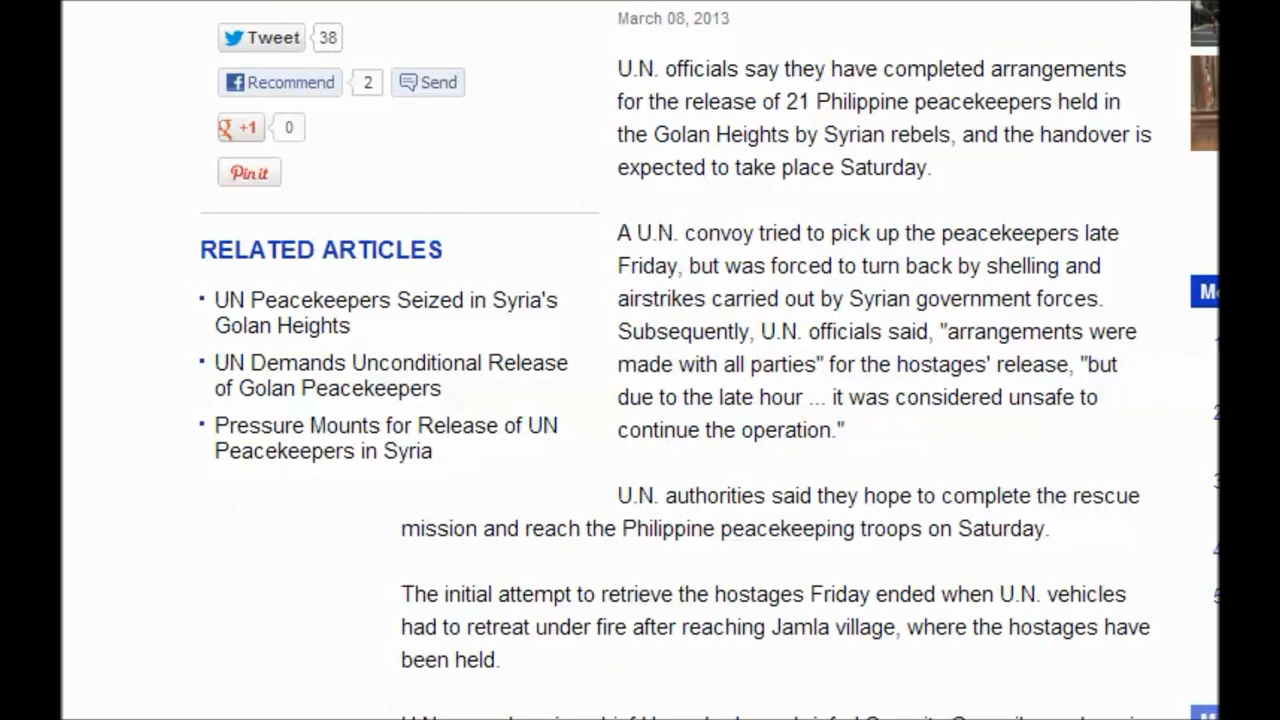 Tweet 38
Recommend 2 Send
+1 0
Pin it
RELATED ARTICLES
UN Peacekeepers Seized in Syria's
Golan Heights
UN Demands Unconditional Release
of Golan Peacekeepers
Pressure Mounts for Release of UN
Peacekeepers in Syria
March 08, 2013
U.N. officials say they have completed arrangements
for the release of 21 Philippine peacekeepers held in
the Golan Heights by Syrian rebels, and the handover is
expected to take place Saturday.
A U.N. convoy tried to pick up the peacekeepers late
Friday, but was forced to turn back by shelling and
airstrikes carried out by Syrian government forces.
Subsequently, U.N. officials said, "arrangements were
made with all parties" for the hostages' release, "but
due to the late hour ... it was considered unsafe to
continue the operation."
U.N. authorities said they hope to complete the rescue
mission and reach the Philippine peacekeeping troops on Saturday.
The initial attempt to retrieve the hostages Friday ended when U.N. vehicles
had to retreat under fire after reaching Jamla village, where the hostages have
been held.